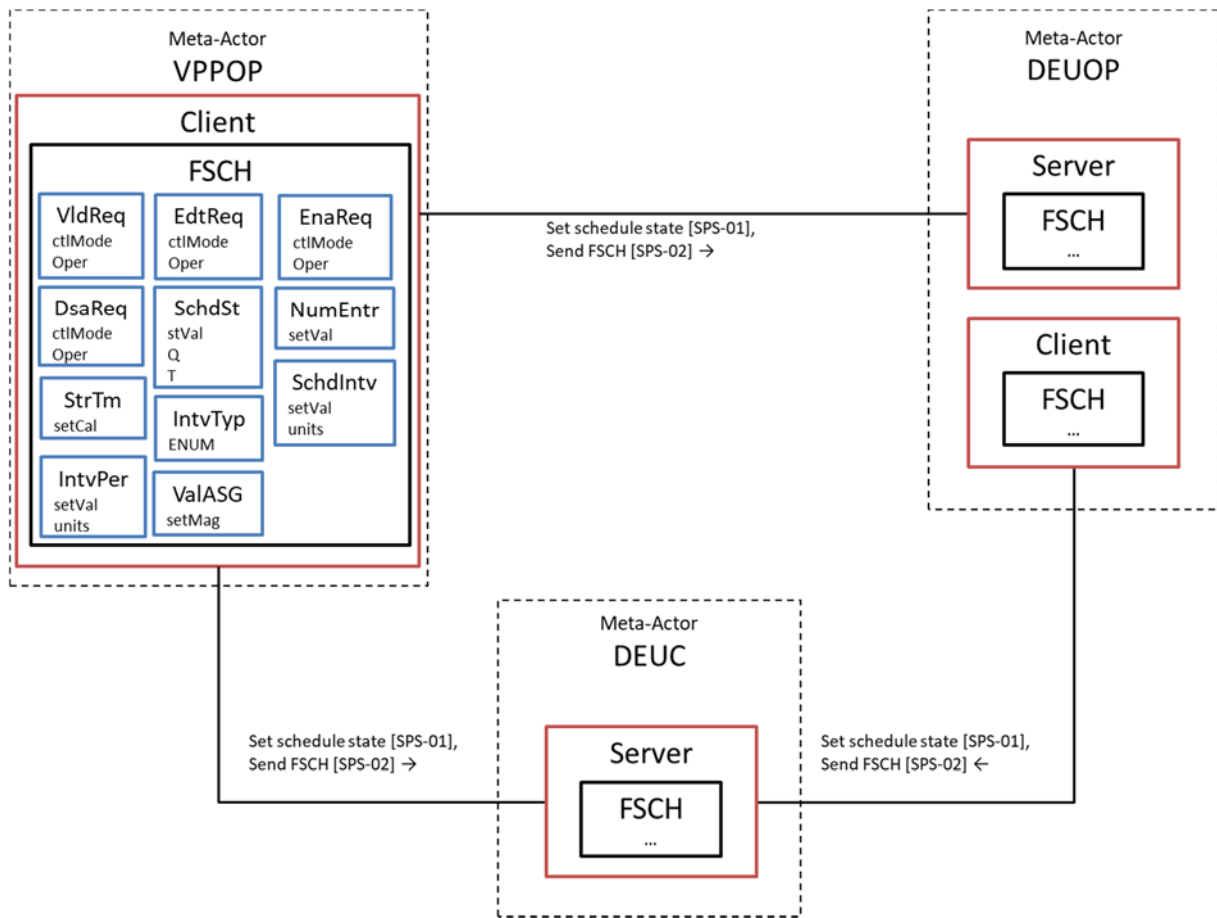 Meta-Actor
VPPOP
Client
FSCH
VldReq
ctlMode
Oper
EdtReq
ctlMode
Oper
EnaReq
ctlMode
Oper
DsaReq
ctlMode
Oper
SchdSt
stVal
Q
T
NumEntr
setVal
SchdIntv
setVal
units
StrTm
setCal
IntvTyp
ENUM
IntvPer
setVal
units
ValASG
setMag
Set schedule state [SPS-01],
Send FSCH [SPS-02] →
Meta-Actor
DEUOP
Server
FSCH
...
Client
FSCH
...
Meta-Actor
DEUC
Set schedule state [SPS-01],
Send FSCH [SPS-02] →
Server
FSCH
...
Set schedule state [SPS-01],
Send FSCH [SPS-02] ←